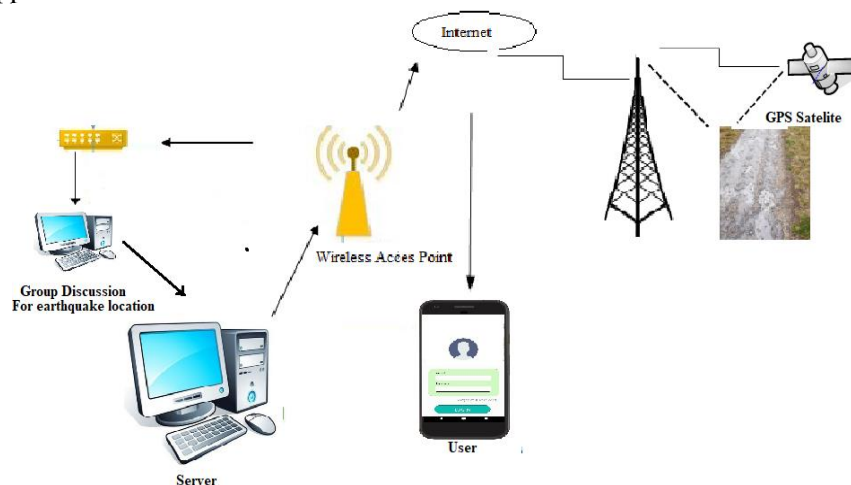 Internet
GPS Satelite
Wireless Acces Point
Group Discussion
For earthquake location
User
Server